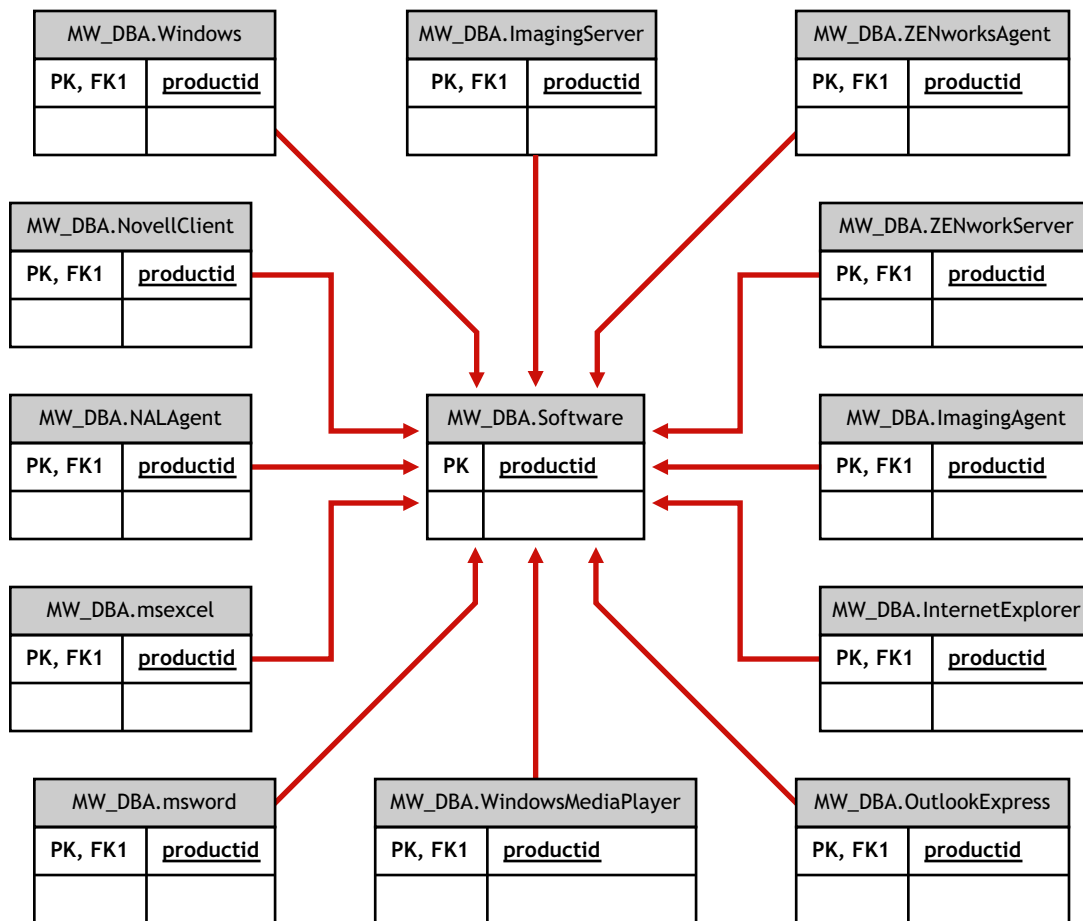 MW_DBA.Windows
PK, FK1 productid
MW_DBA.ImagingServer
PK, FK1 productid
MW_DBA.ZENworksAgent
PK, FK1 productid
MW_DBA.NovellClient
PK, FK1 productid
MW_DBA.ZENworkServer
PK, FK1 productid
MW_DBA.NALAgent
PK, FK1 productid
MW_DBA.Software
PK productid
MW_DBA.ImagingAgent
PK, FK1 productid
MW_DBA.msexcel
PK, FK1 productid
MW_DBA.InternetExplorer
PK, FK1 productid
MW_DBA.msword
PK, FK1 productid
MW_DBA.WindowsMediaPlayer
PK, FK1 productid
MW_DBA.OutlookExpress
PK, FK1 productid